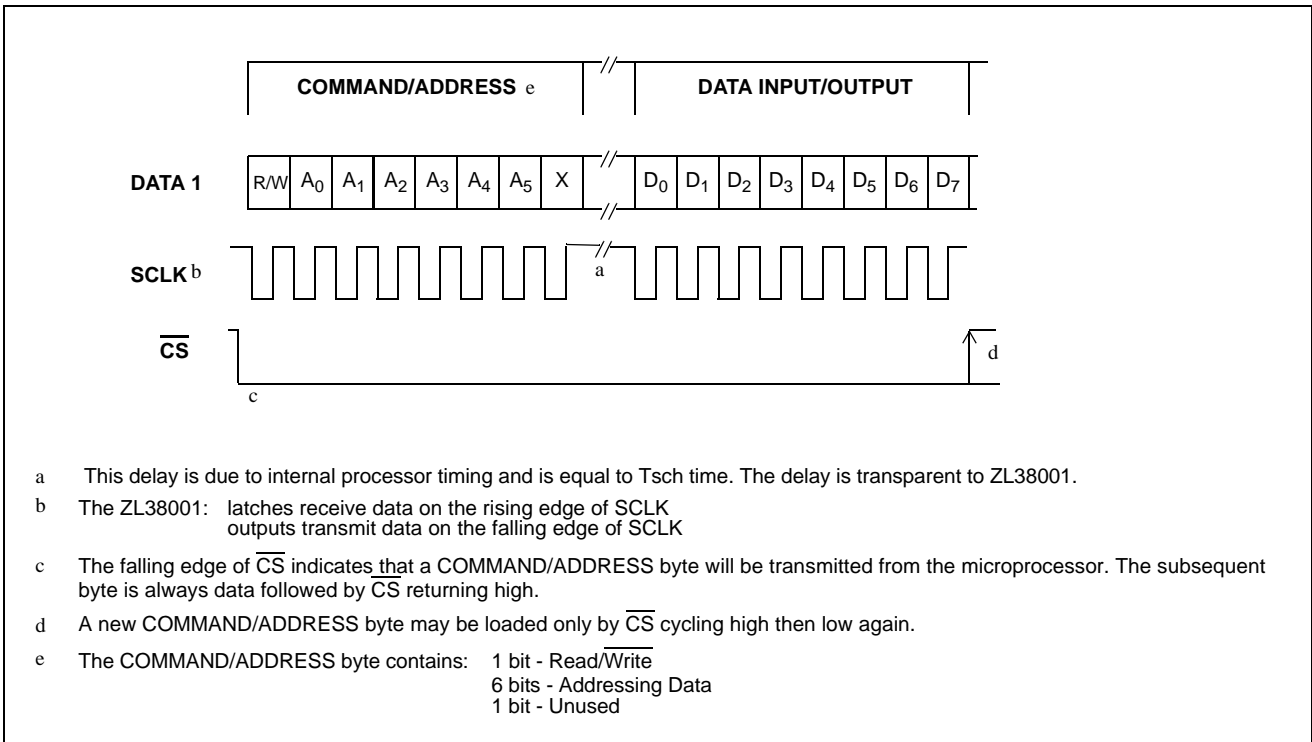 COMMAND/ADDRESS e
DATA INPUT/OUTPUT
DATA 1
R/W A0 A1 A2 A3 A4 A5 X D0 D1 D2 D3 D4 D5 D6 D7
SCLK b
a
CS
d
c
a This delay is due to internal processor timing and is equal to Tsch time. The delay is transparent to ZL38001.
b The ZL38001: latches receive data on the rising edge of SCLK
outputs transmit data on the falling edge of SCLK
c The falling edge of CS indicates that a COMMAND/ADDRESS byte will be transmitted from the microprocessor. The subsequent
byte is always data followed by CS returning high.
d A new COMMAND/ADDRESS byte may be loaded only by CS cycling high then low again.
e The COMMAND/ADDRESS byte contains: 1 bit - Read/Write
6 bits - Addressing Data
1 bit - Unused